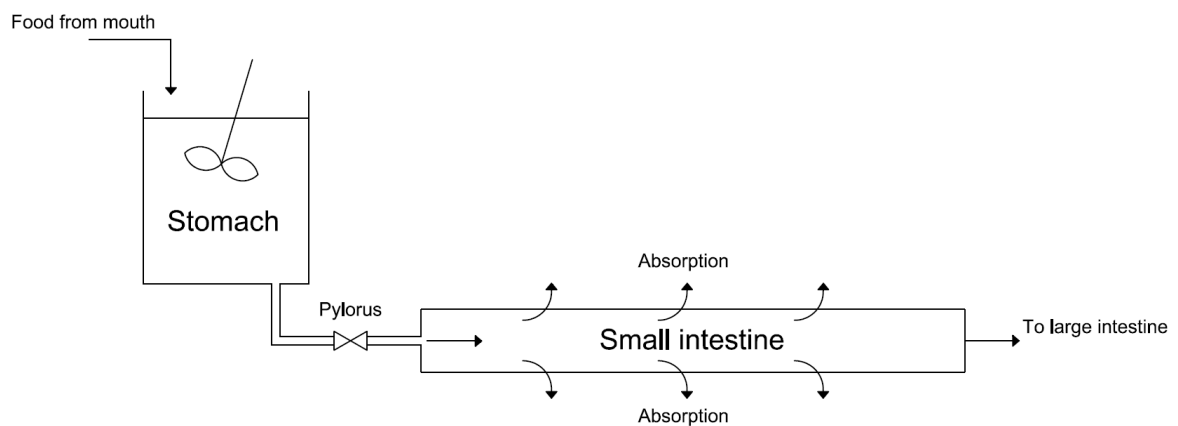 Food from mouth
Stomach
Pylorus
Absorption
Small intestine
To large intestine
Absorption